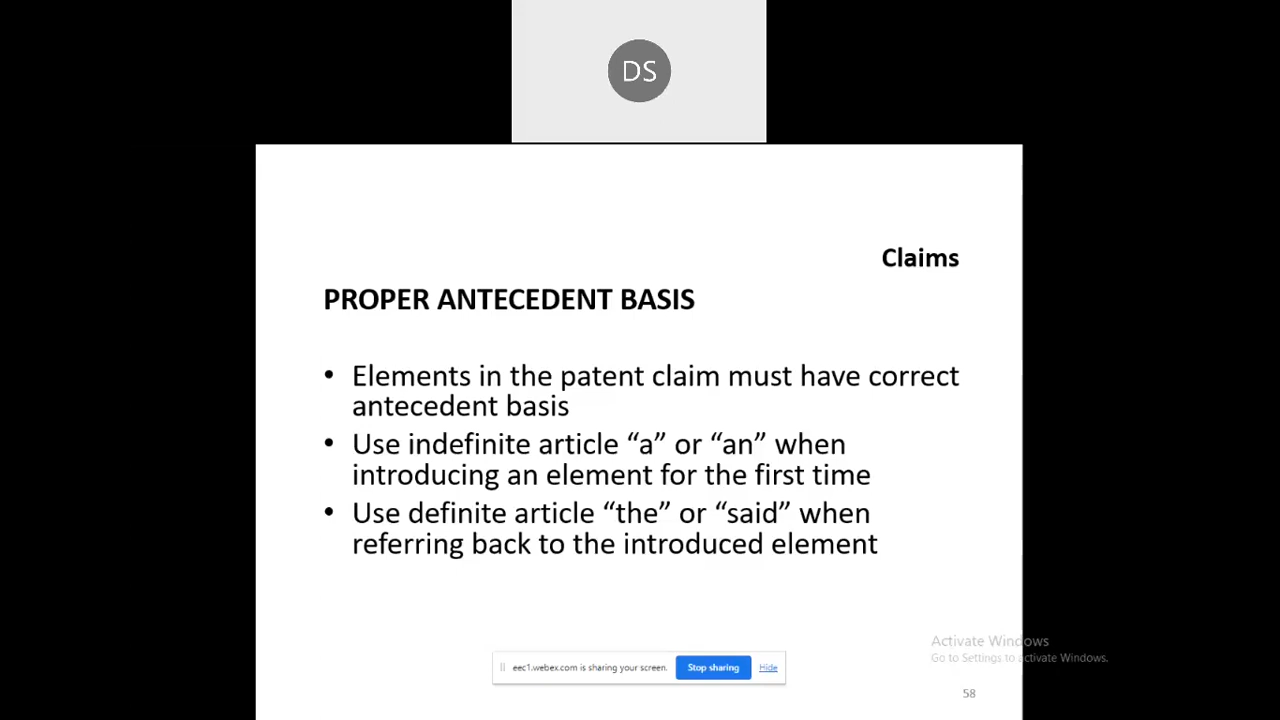 DS
Claims
PROPER ANTECEDENT BASIS
• Elements in the patent claim must have correct
antecedent basis
• Use indefinite article “a” or “an” when
introducing an element for the first time
• Use definite article “the” or “said” when
referring back to the introduced element
Activate Windows
Go to Settings to activate Windows.
eec1.webex.com is sharing your screen. Stop sharing Hide
58